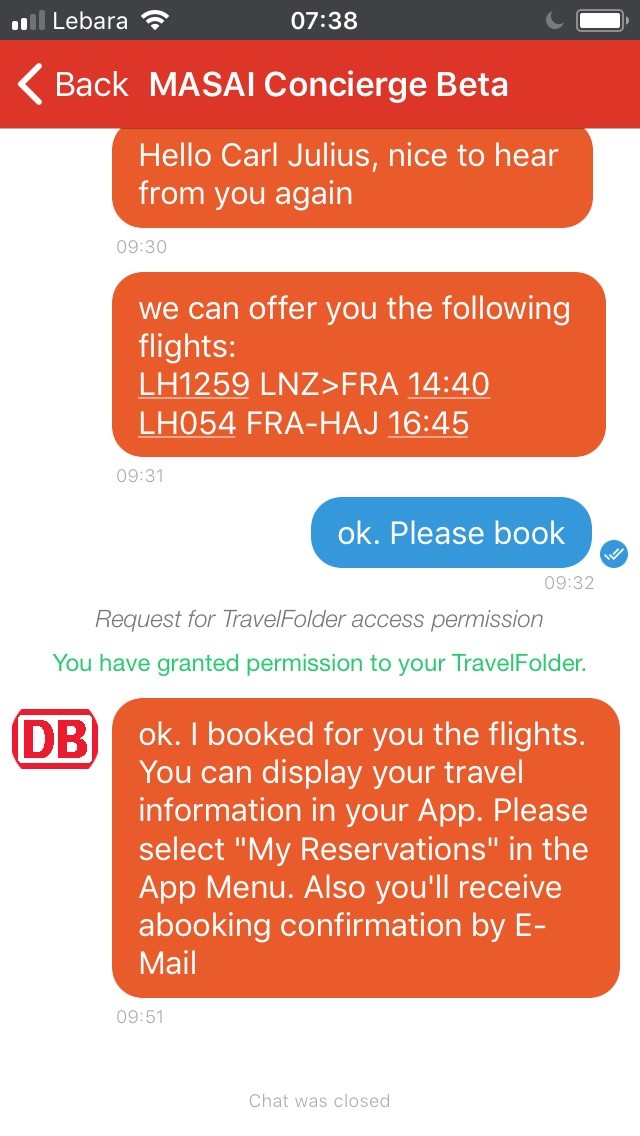 Lebara 07:38
Back MASAI Concierge Beta
Hello Carl Julius, nice to hear
from you again
09:30
we can offer you the following
flights:
LH1259 LNZ>FRA 14:40
LH054 FRA-HAJ 16:45
09:31
ok. Please book
09:32
Request for TravelFolder access permission
You have granted permission to your TravelFolder.
DB
ok. I booked for you the flights.
You can display your travel
information in your App. Please
select "My Reservations" in the
App Menu. Also you'll receive
abooking confirmation by E-
Mail
09:51
Chat was closed